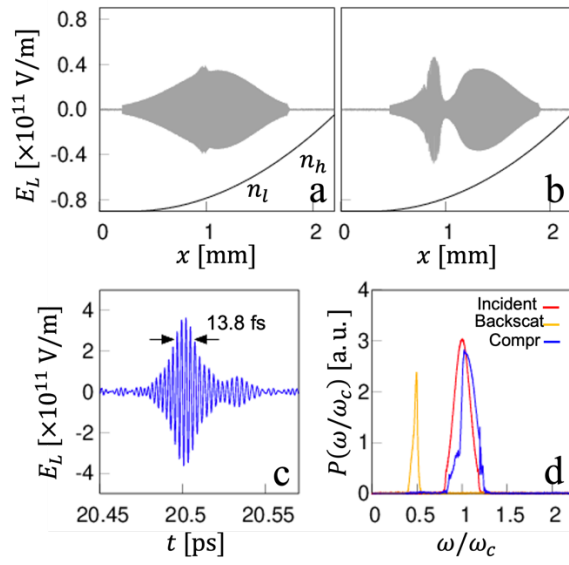 0.8
0.4
0.0
-0.4
-0.8
E_L [×10^11 V/m]
n_l
n_h
a
b
0
1
2
0
1
2
x [mm]
x [mm]
4
2
0
-2
-4
E_L [×10^11 V/m]
13.8 fs
c
20.45
20.5
20.55
t [ps]
4
3
2
1
0
P(ω/ω_c) [a.u.]
Incident
Backscat
Compr
d
0
0.5
1
1.5
2
ω/ω_c